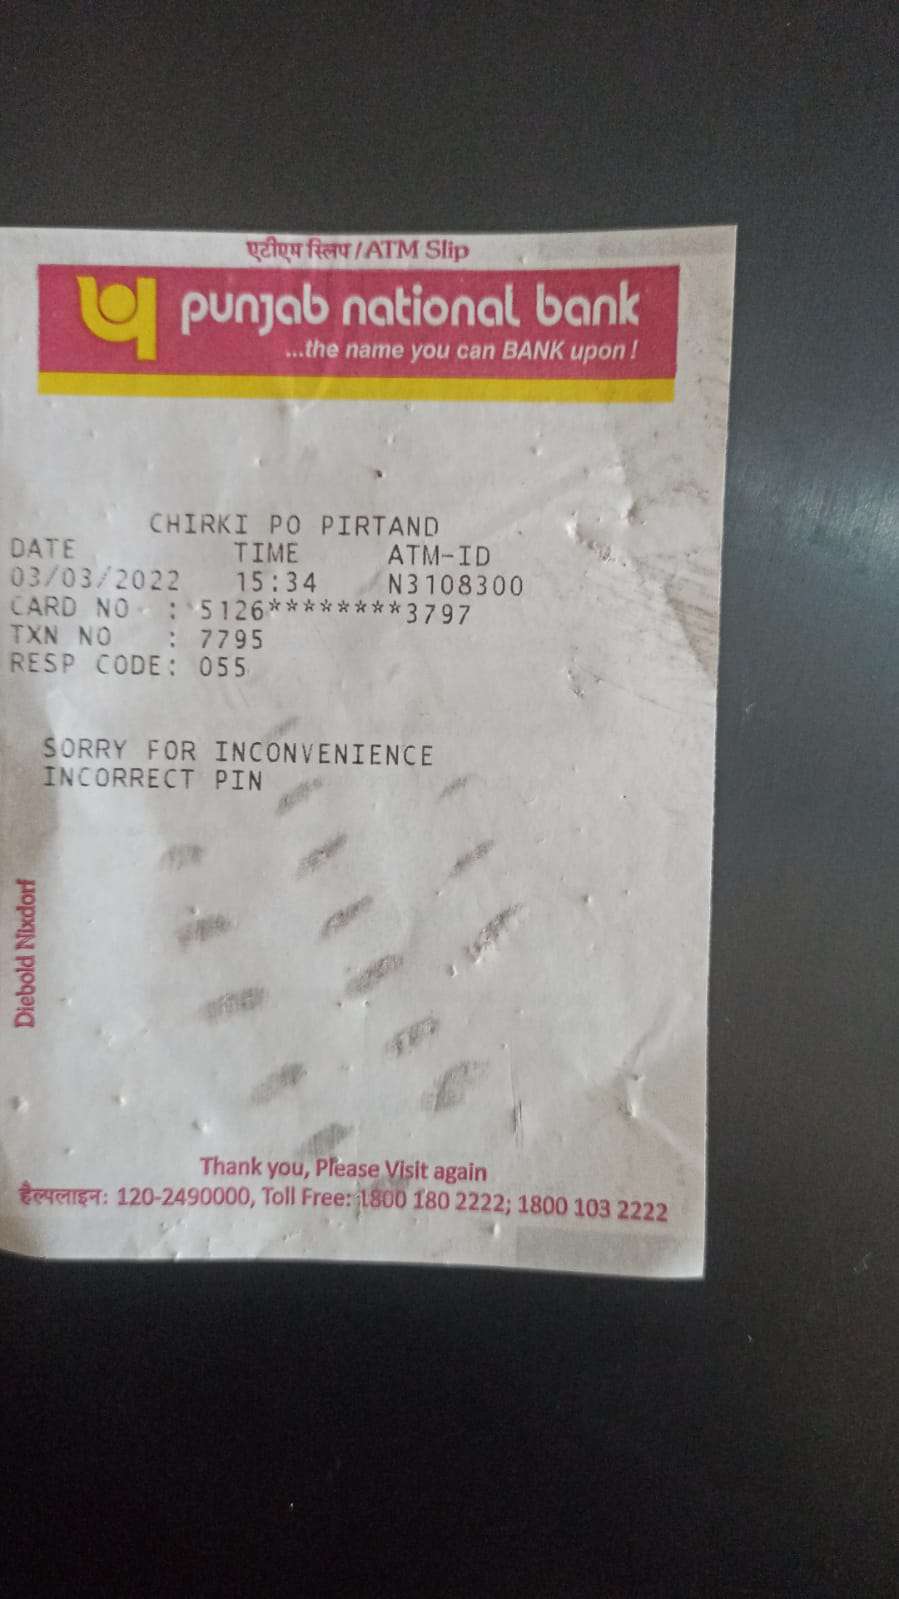 एटीएम स्लिप / ATM Slip
punjab national bank
...the name you can BANK upon !
CHIRKI PO PIRTAND
DATE TIME ATM-ID
03/03/2022 15:34 N3108300
CARD NO : 5126********3797
TXN NO : 7795
RESP CODE: 055
SORRY FOR INCONVENIENCE
INCORRECT PIN
Diebold Nixdorf
Thank you, Please Visit again
हैल्पलाइन: 120-2490000, Toll Free: 1800 180 2222; 1800 103 2222